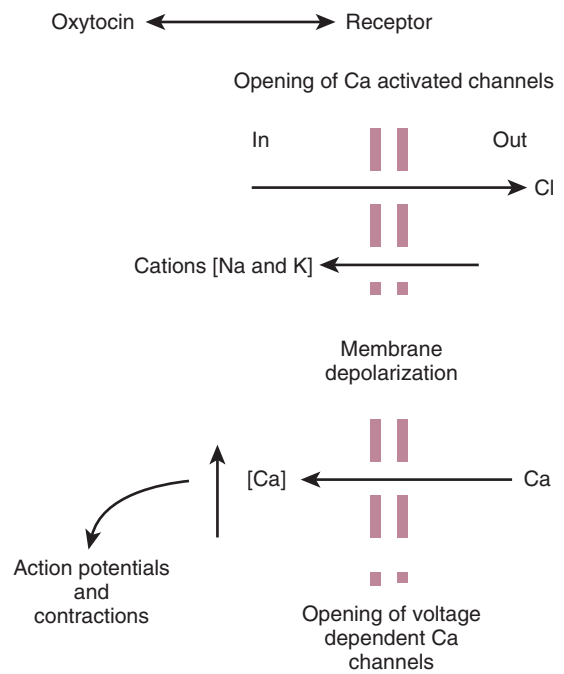 Oxytocin
Receptor
Opening of Ca activated channels
In
Out
Cl
Cations [Na and K]
Membrane
depolarization
[Ca]
Ca
Action potentials
and
contractions
Opening of voltage
dependent Ca
channels